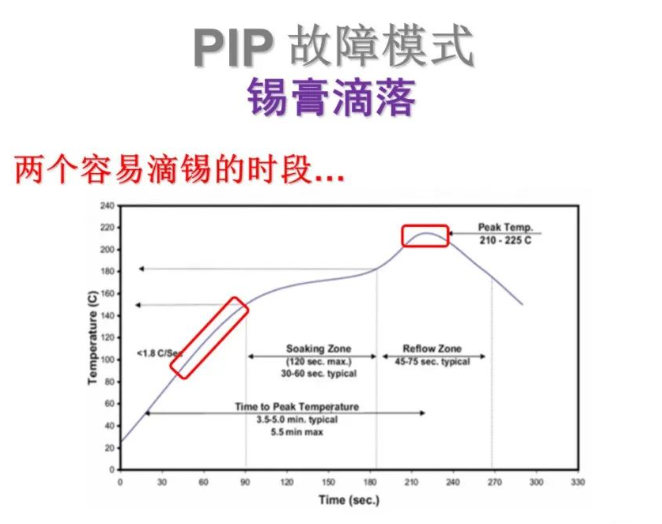 PIP 故障模式
锡膏滴落
两个容易滴锡的时段...
240
220
200
180
160
140
120
100
80
60
40
20
0
Temperature (C)
Peak Temp.
210 - 225 C
<1.8 C/Sec
Soaking Zone
(120 sec. max.)
30-60 sec. typical
Reflow Zone
45-75 sec. typical
Time to Peak Temperature
3.5-5.0 min. typical
5.5 min max
0 30 60 90 120 150 180 210 240 270 300 330
Time (sec.)